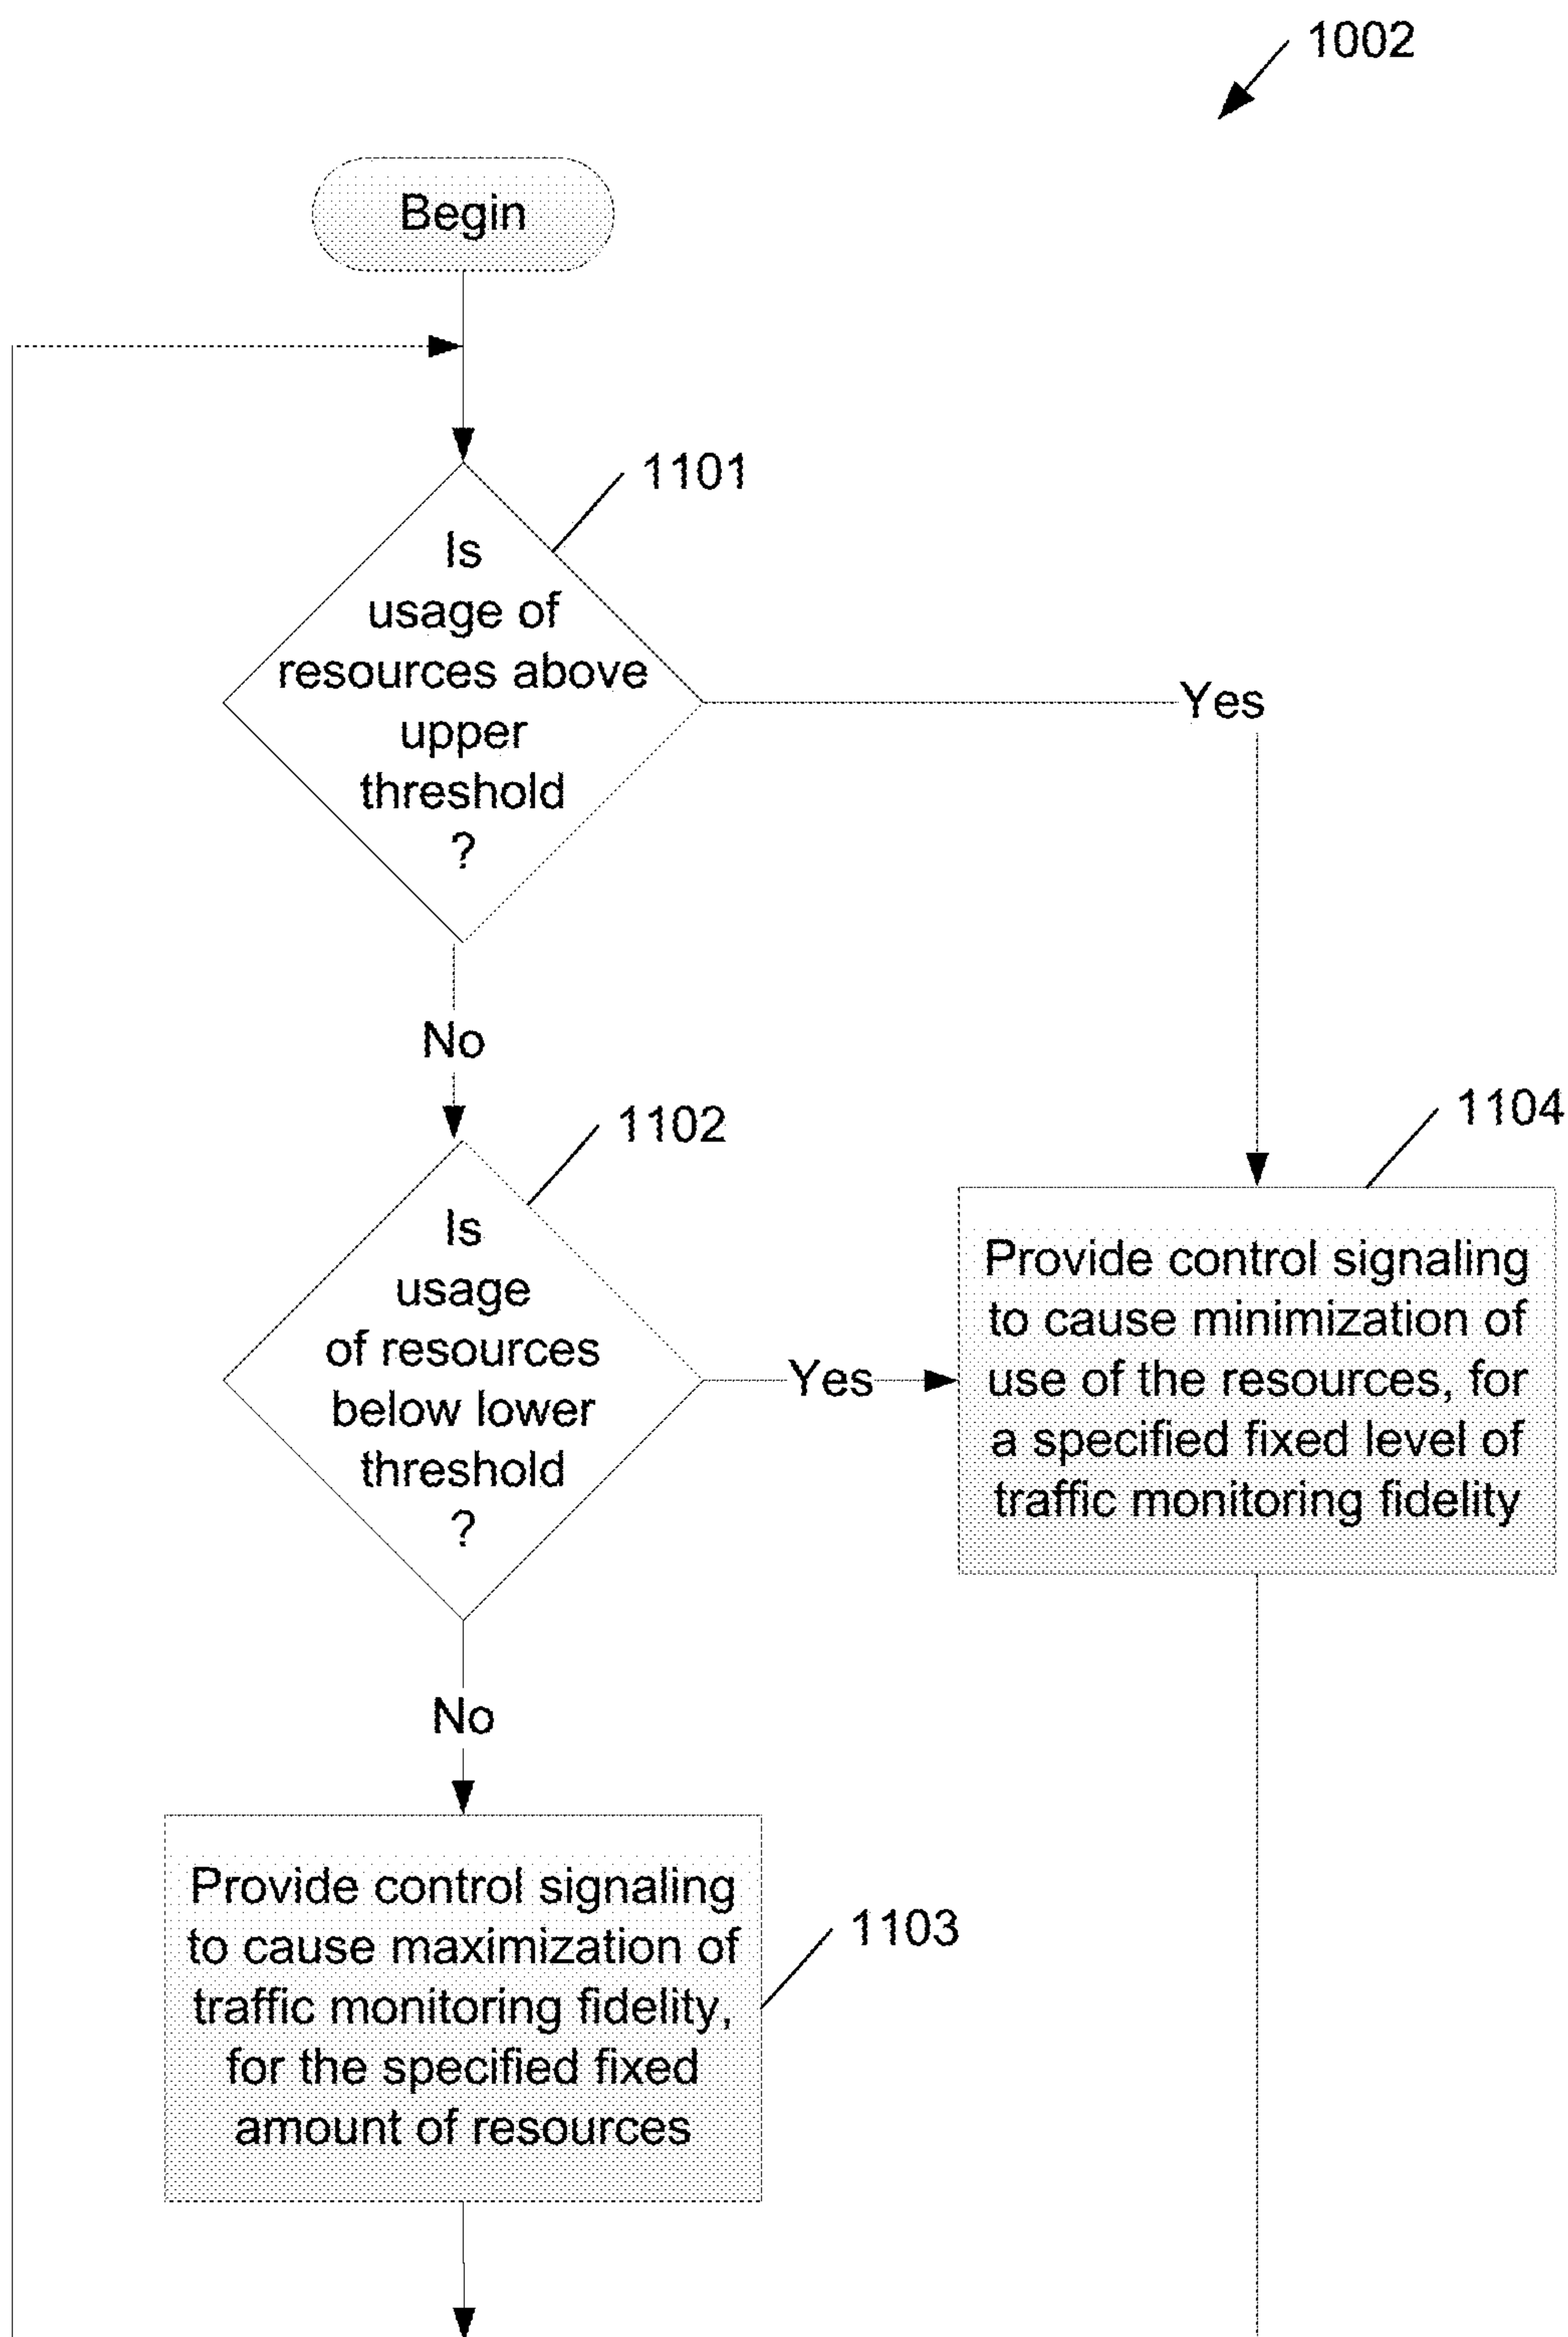 1002
Begin
1101
Is
usage of
resources above
upper
threshold
?
Yes
No
1102
Is
usage
of resources
below lower
threshold
?
Yes
1104
Provide control signaling
to cause minimization of
use of the resources, for
a specified fixed level of
traffic monitoring fidelity
No
Provide control signaling
to cause maximization of
traffic monitoring fidelity,
for the specified fixed
amount of resources
1103